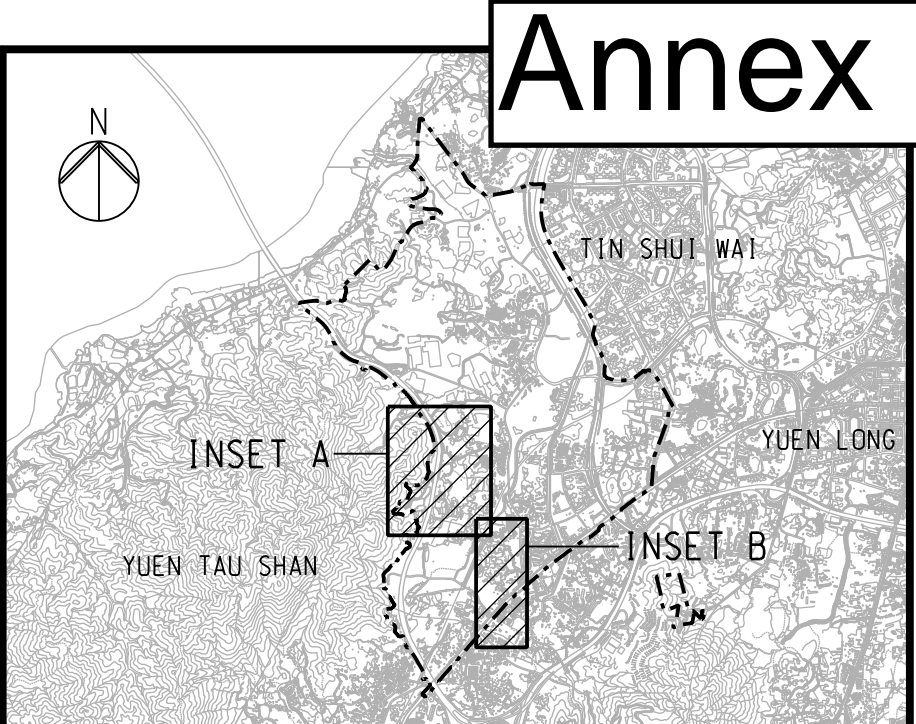 Annex
N
TIN SHUI WAI
YUEN LONG
INSET A
INSET B
YUEN TAU SHAN